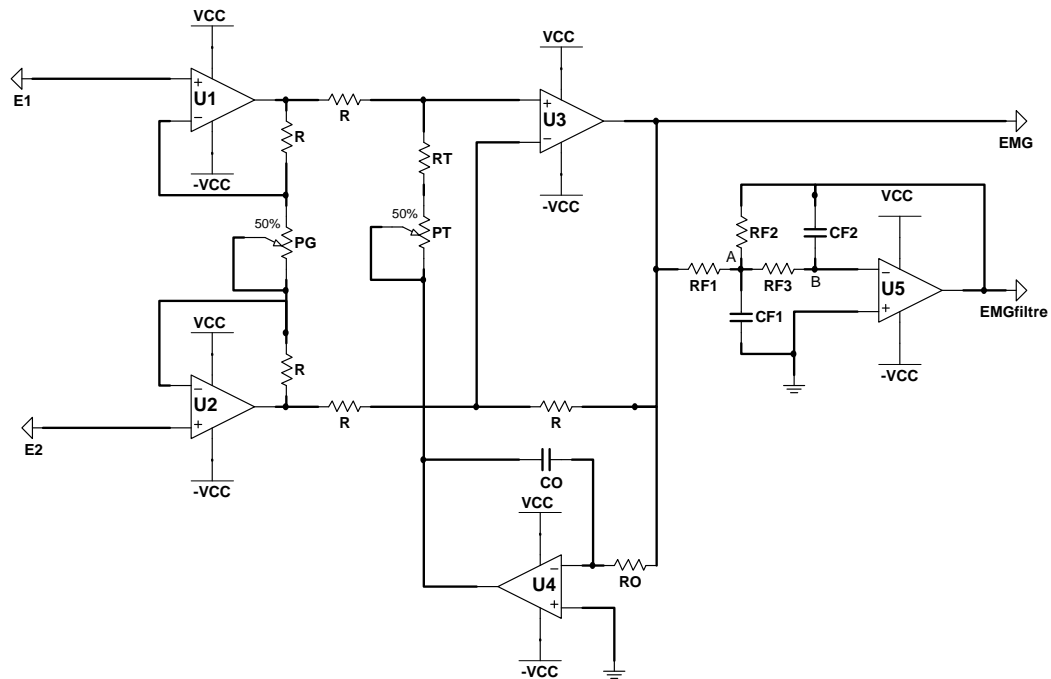 VCC
E1
+
-
U1
-VCC
R
R
VCC
+
-
U3
-VCC
EMG
RT
50%
PG
50%
PT
VCC
RF2
CF2
A
RF1
RF3
B
-
+
U5
EMGfiltre
CF1
-VCC
VCC
R
-
+
U2
E2
R
R
-VCC
CO
VCC
U4
-
+
RO
-VCC